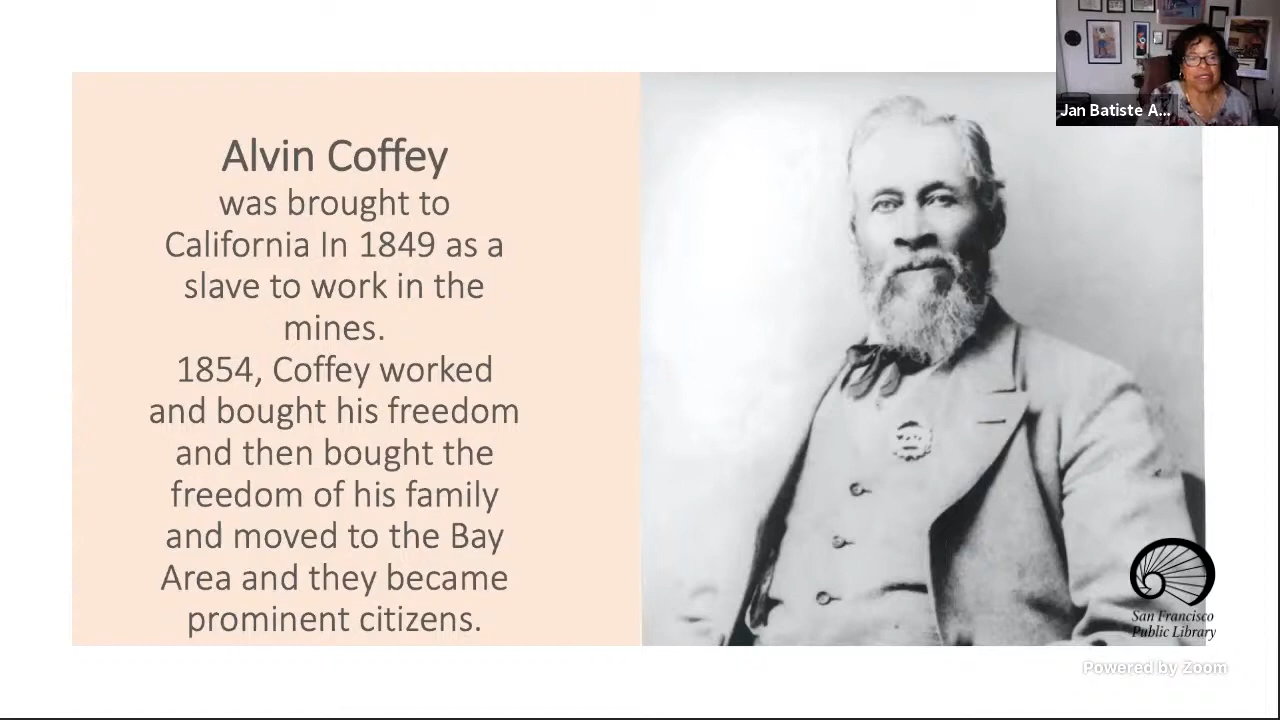 Jan Batiste A...
Alvin Coffey
was brought to
California In 1849 as a
slave to work in the
mines.
1854, Coffey worked
and bought his freedom
and then bought the
freedom of his family
and moved to the Bay
Area and they became
prominent citizens.
San Francisco
Public Library
Powered by Zoom